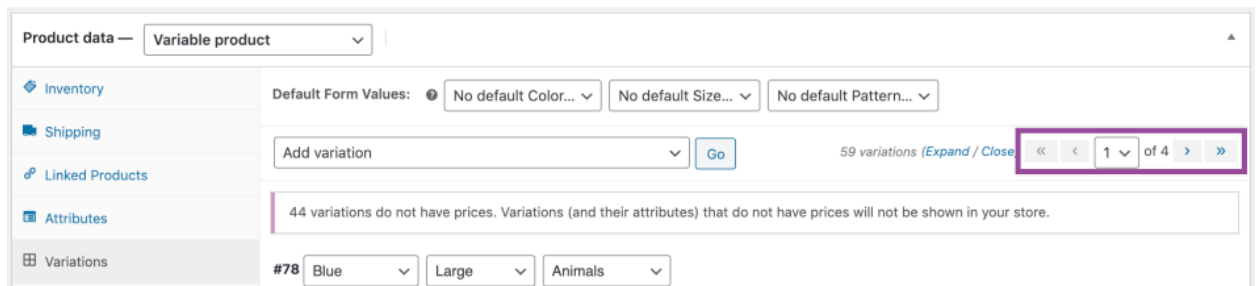 Product data — Variable product
Inventory
Default Form Values: No default Color... No default Size... No default Pattern...
Shipping
Add variation Go 59 variations (Expand / Close) « ‹ 1 of 4 › »
Linked Products
Attributes
44 variations do not have prices. Variations (and their attributes) that do not have prices will not be shown in your store.
Variations
#78 Blue Large Animals